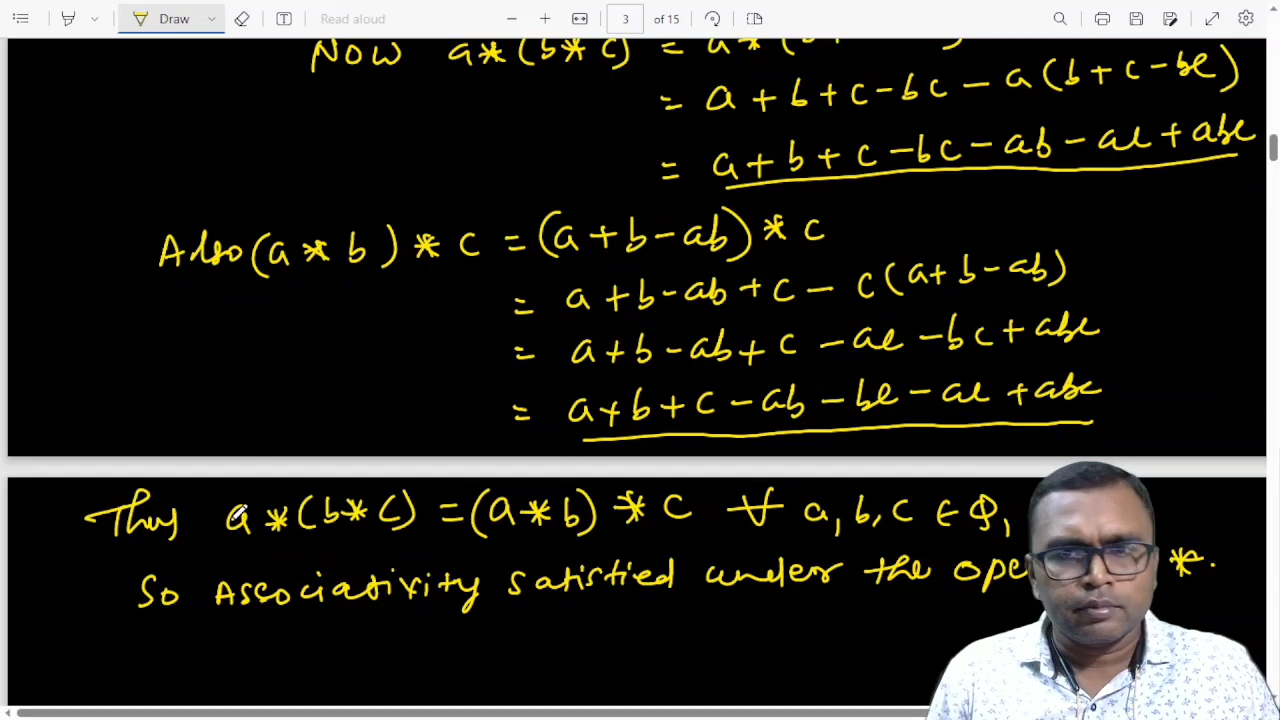 Draw
Read aloud
3 of 15
Now a*(b*c) = a*(
= a+b+c-bc-a(b+c-bc)
= a+b+c-bc-ab-ac+abc
Also (a*b)*c = (a+b-ab)*c
= a+b-ab+c-c(a+b-ab)
= a+b-ab+c-ac-bc+abc
= a+b+c-ab-bc-ac+abc
Thus a*(b*c) = (a*b)*c ∀ a,b,c ∈ Q
So Associativity satisfied under the ope *.